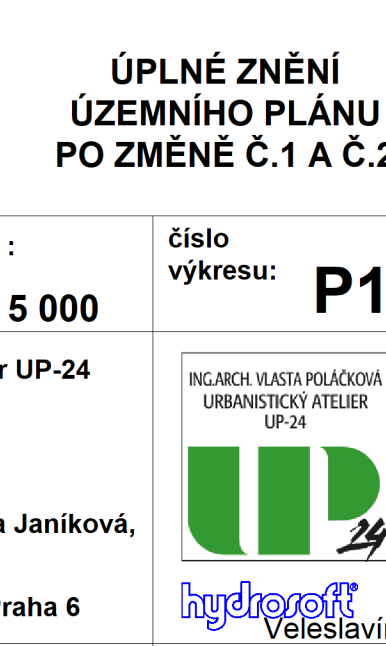 ÚPLNÉ ZNĚNÍ
ÚZEMNÍHO PLÁNU
PO ZMĚNĚ Č.1 A Č.2
:
5 000
číslo
výkresu:
P1
r UP-24
a Janíková,
Praha 6
ING.ARCH. VLASTA POLÁČKOVÁ
URBANISTICKÝ ATELIER
UP-24
UP
24
hydrosoft
Veleslavín